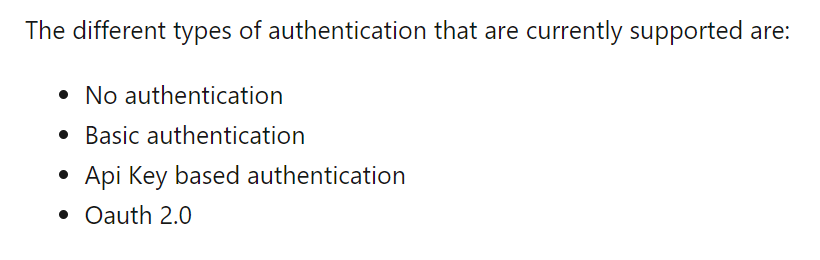 The different types of authentication that are currently supported are:
• No authentication
• Basic authentication
• Api Key based authentication
• Oauth 2.0